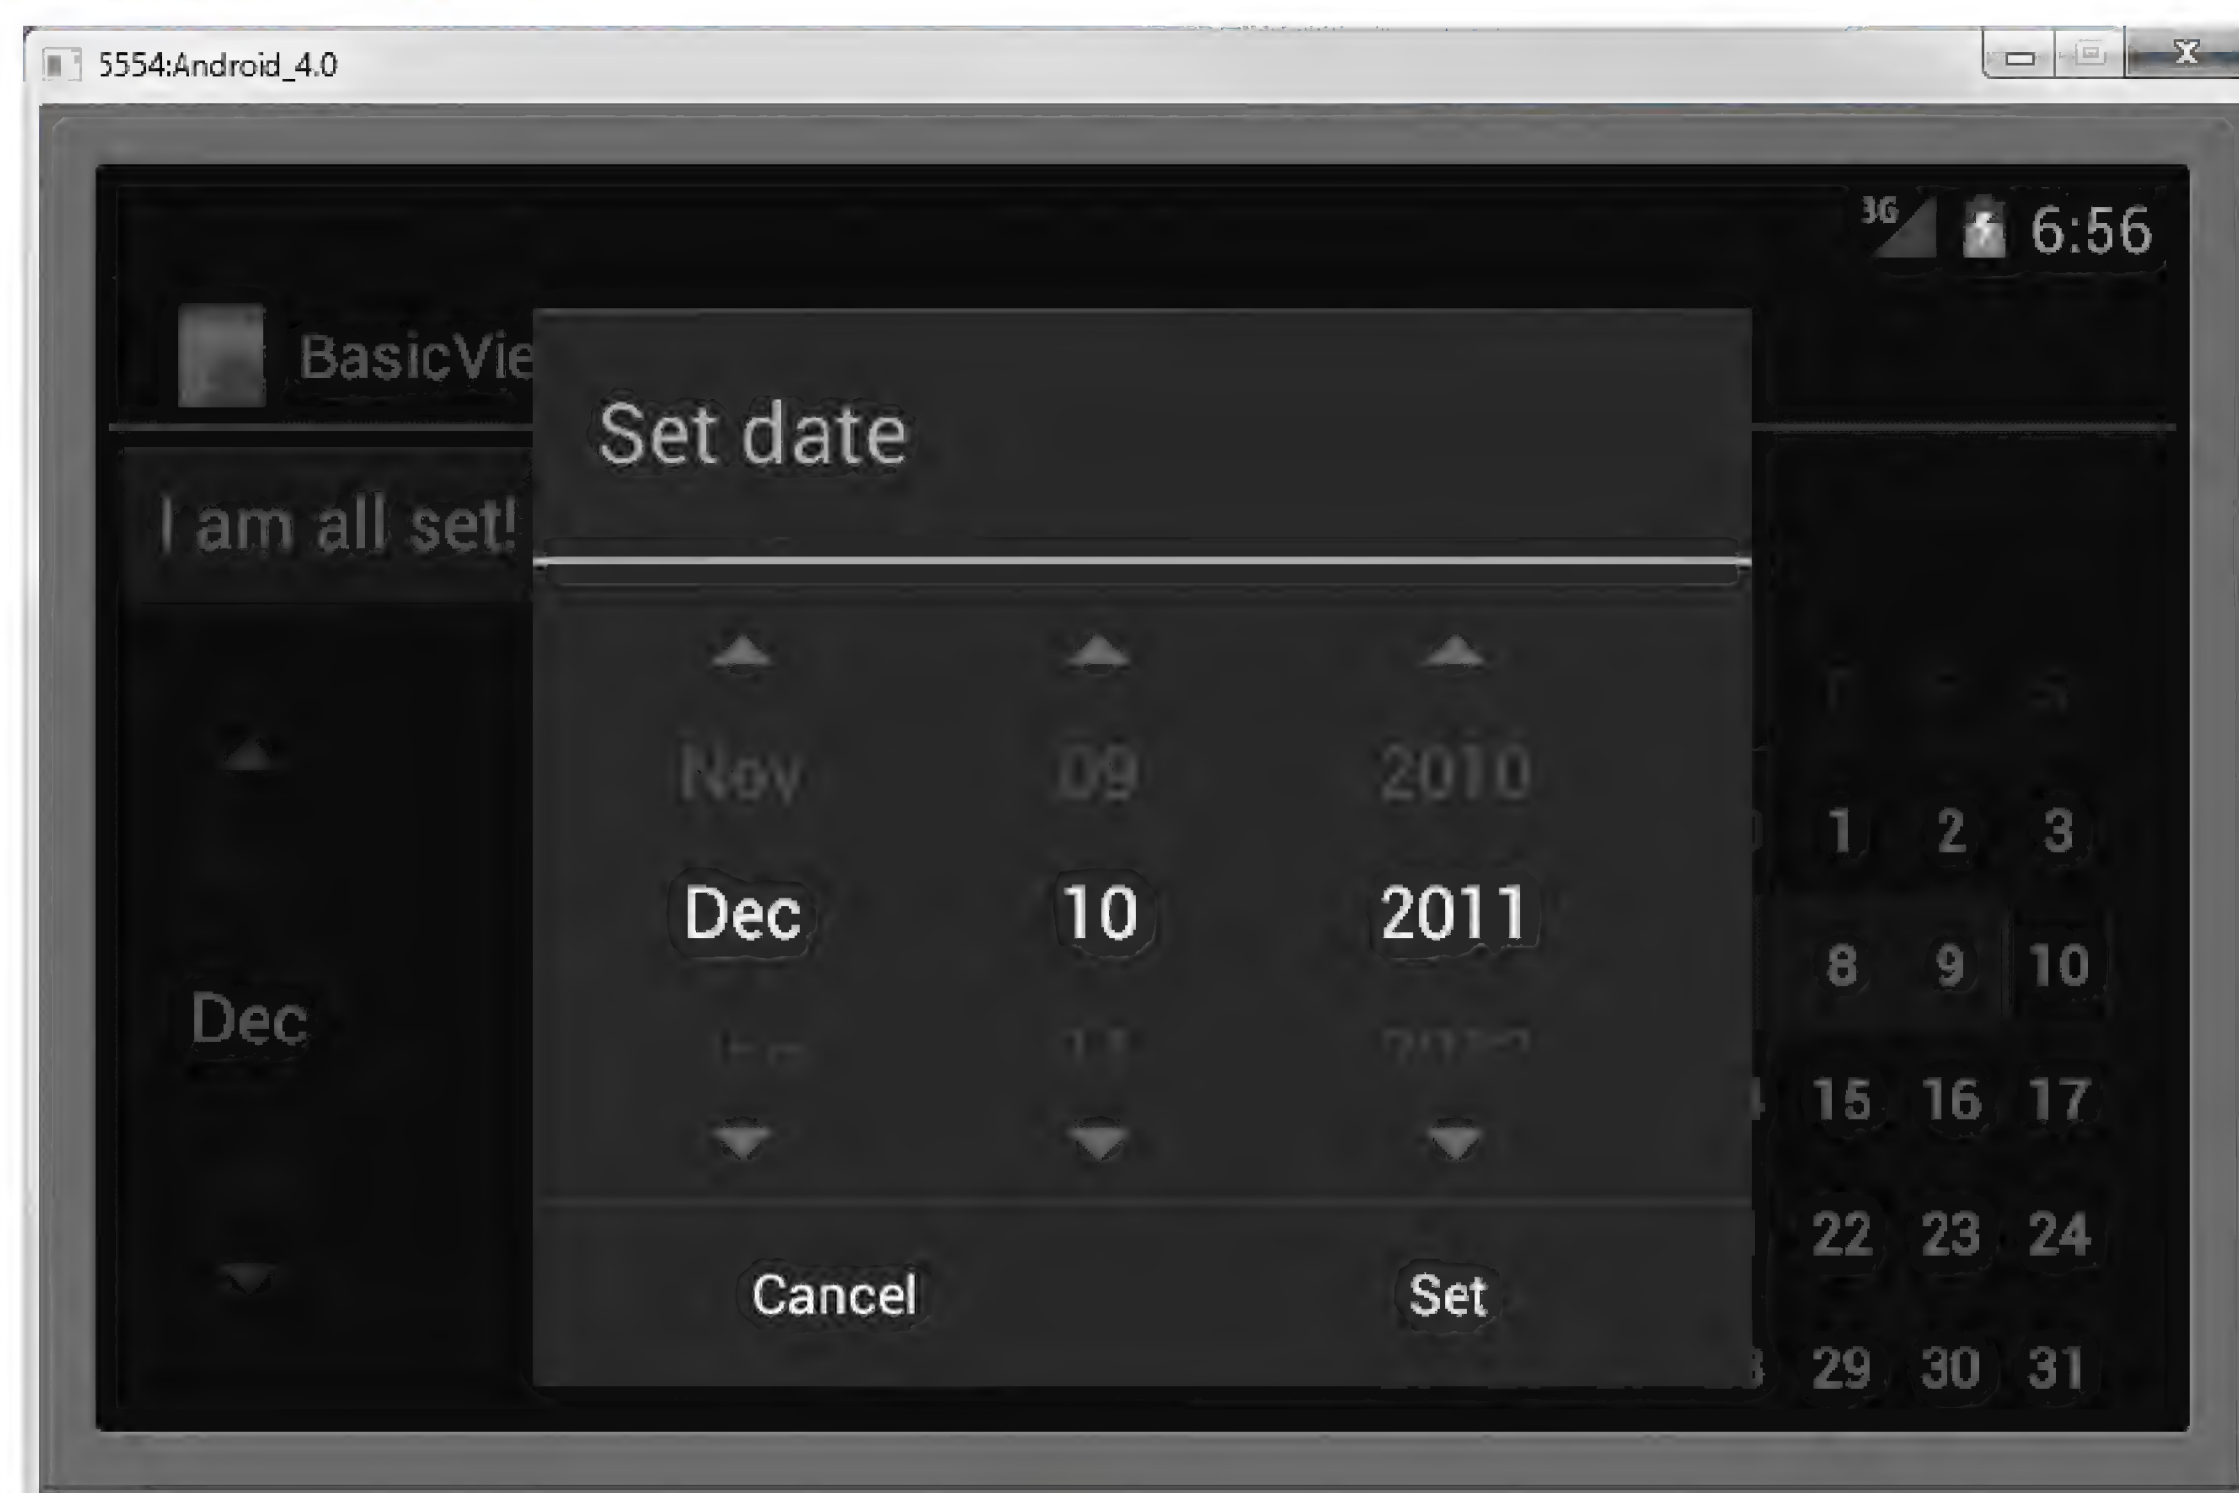 5554:Android_4.0
3G 6:56
BasicVie
Set date
I am all set!
Nov 09 2010
1 2 3
Dec 10 2011
8 9 10
Dec
15 16 17
22 23 24
Cancel Set
29 30 31